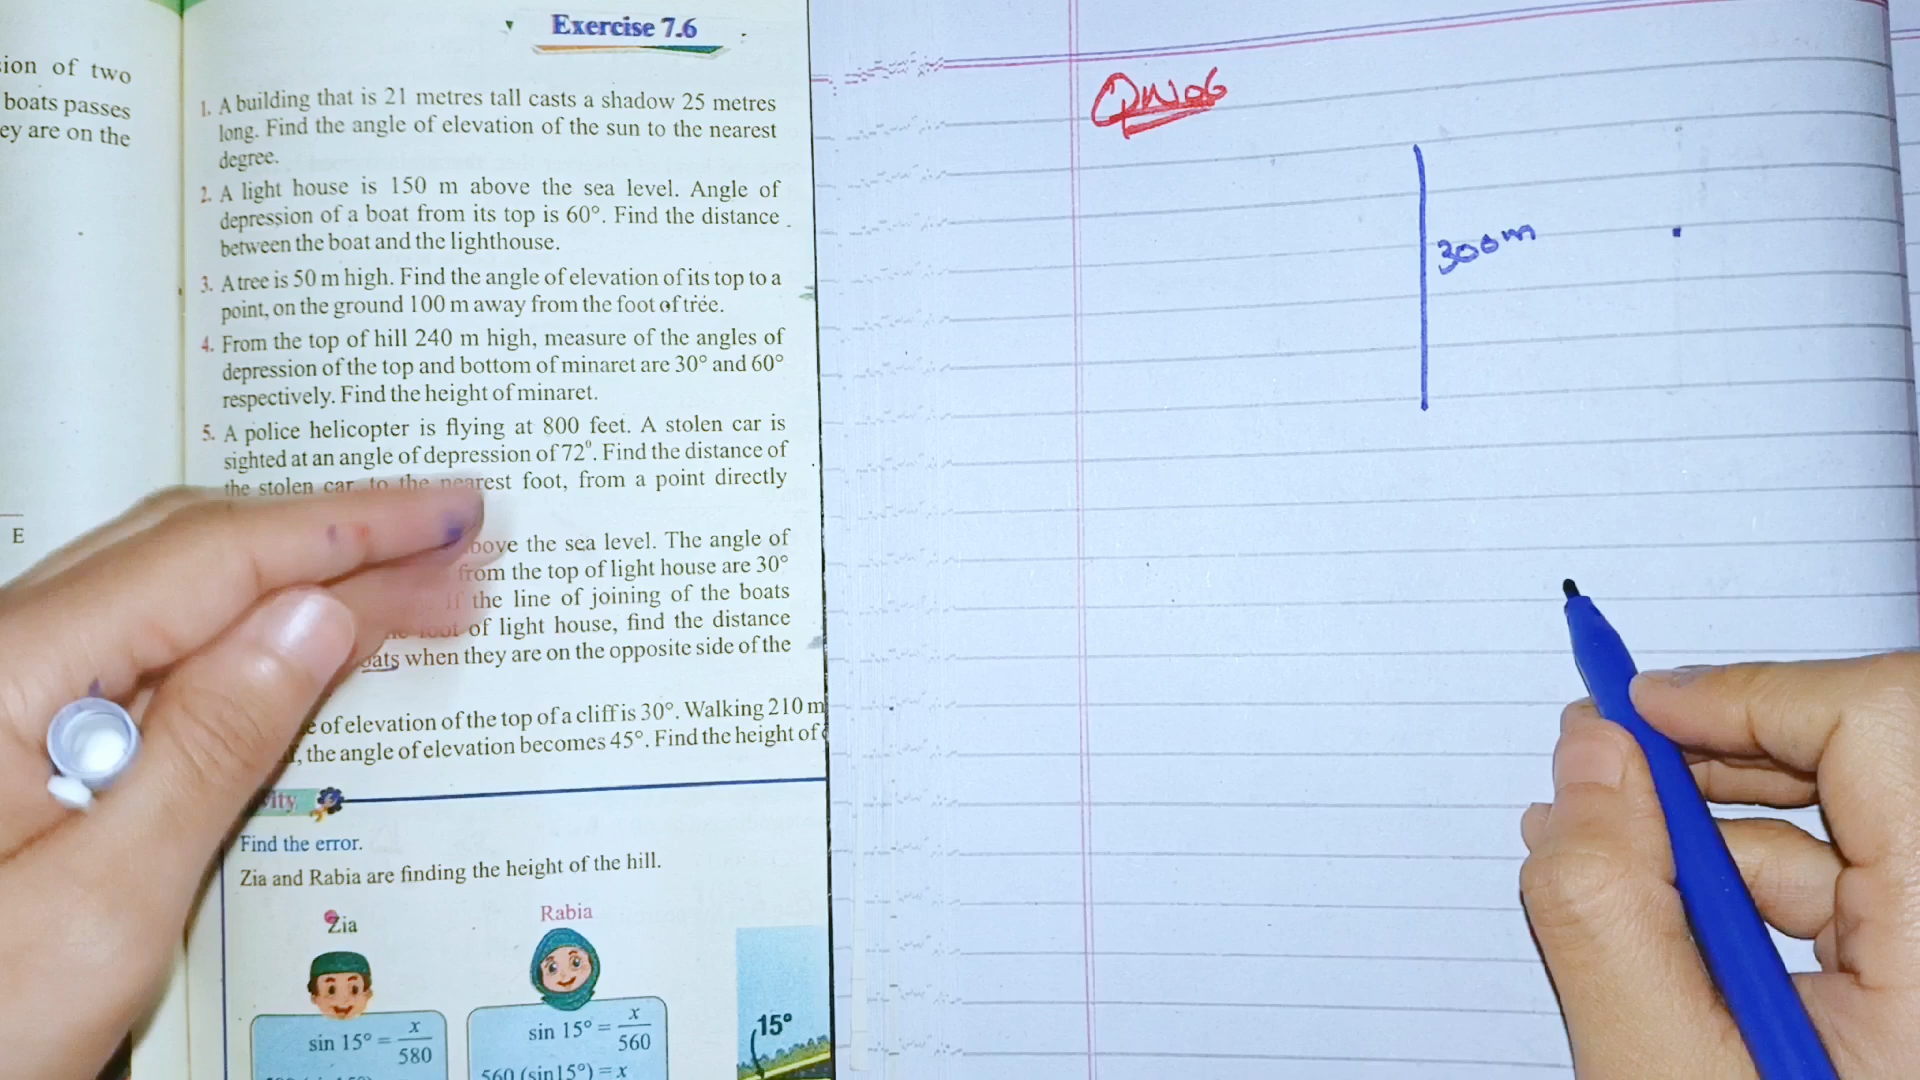 ion of two
boats passes
ey are on the
E
Exercise 7.6
1. A building that is 21 metres tall casts a shadow 25 metres
long. Find the angle of elevation of the sun to the nearest
degree.
2. A light house is 150 m above the sea level. Angle of
depression of a boat from its top is 60°. Find the distance
between the boat and the lighthouse.
3. A tree is 50 m high. Find the angle of elevation of its top to a
point, on the ground 100 m away from the foot of tree.
4. From the top of hill 240 m high, measure of the angles of
depression of the top and bottom of minaret are 30° and 60°
respectively. Find the height of minaret.
5. A police helicopter is flying at 800 feet. A stolen car is
sighted at an angle of depression of 72°. Find the distance of
the stolen car, to the nearest foot, from a point directly
bove the sea level. The angle of
from the top of light house are 30°
If the line of joining of the boats
foot of light house, find the distance
oats when they are on the opposite side of the
e of elevation of the top of a cliff is 30°. Walking 210 m
, the angle of elevation becomes 45°. Find the height of
vity
Find the error.
Zia and Rabia are finding the height of the hill.
Zia
Rabia
sin 15° = x/580
sin 15° = x/560
560 (sin15°) = x
15°
QNo6
300m